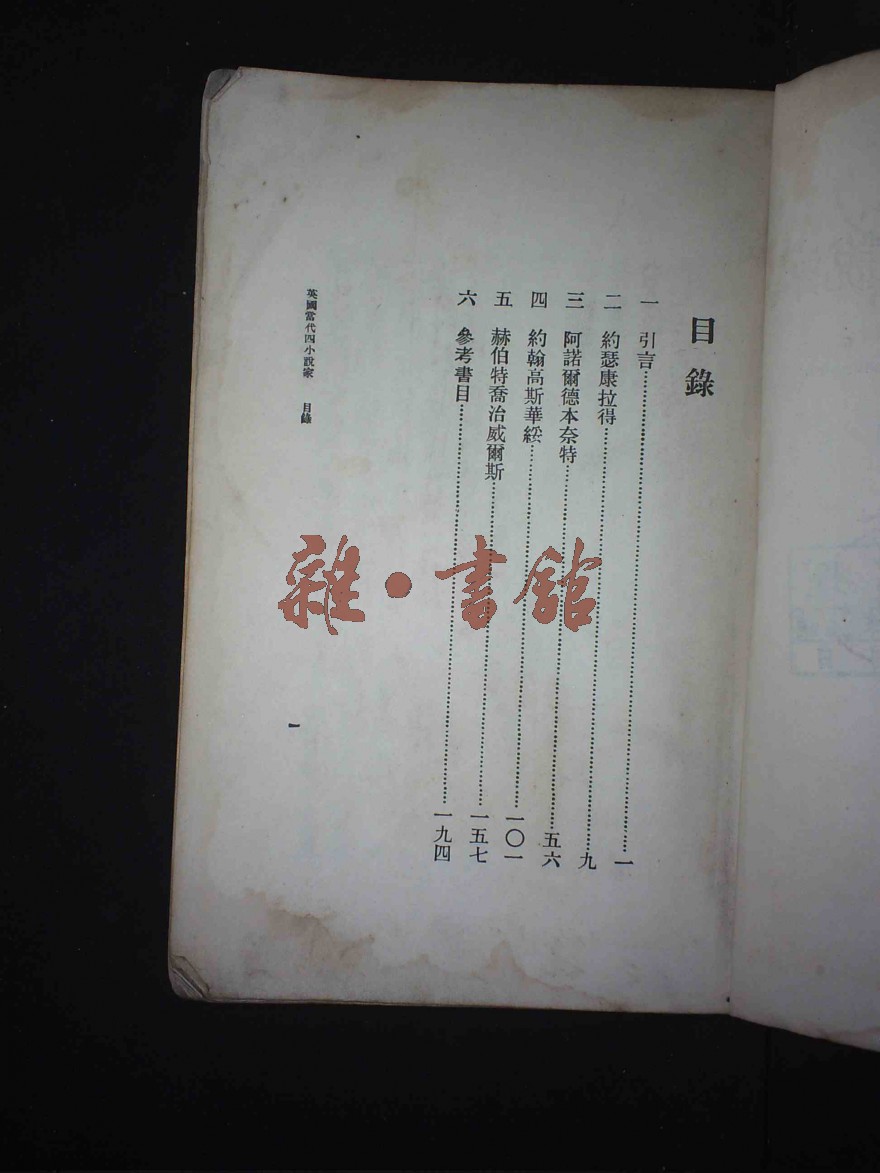 目錄
一 引言…………一
二 約瑟康拉得…………九
三 阿諾爾德本奈特…………五六
四 約翰高斯華綏…………一〇一
五 赫伯特喬治威爾斯…………一五七
六 參考書目…………一九四
英國當代四小說家 目錄
一
雜·書館